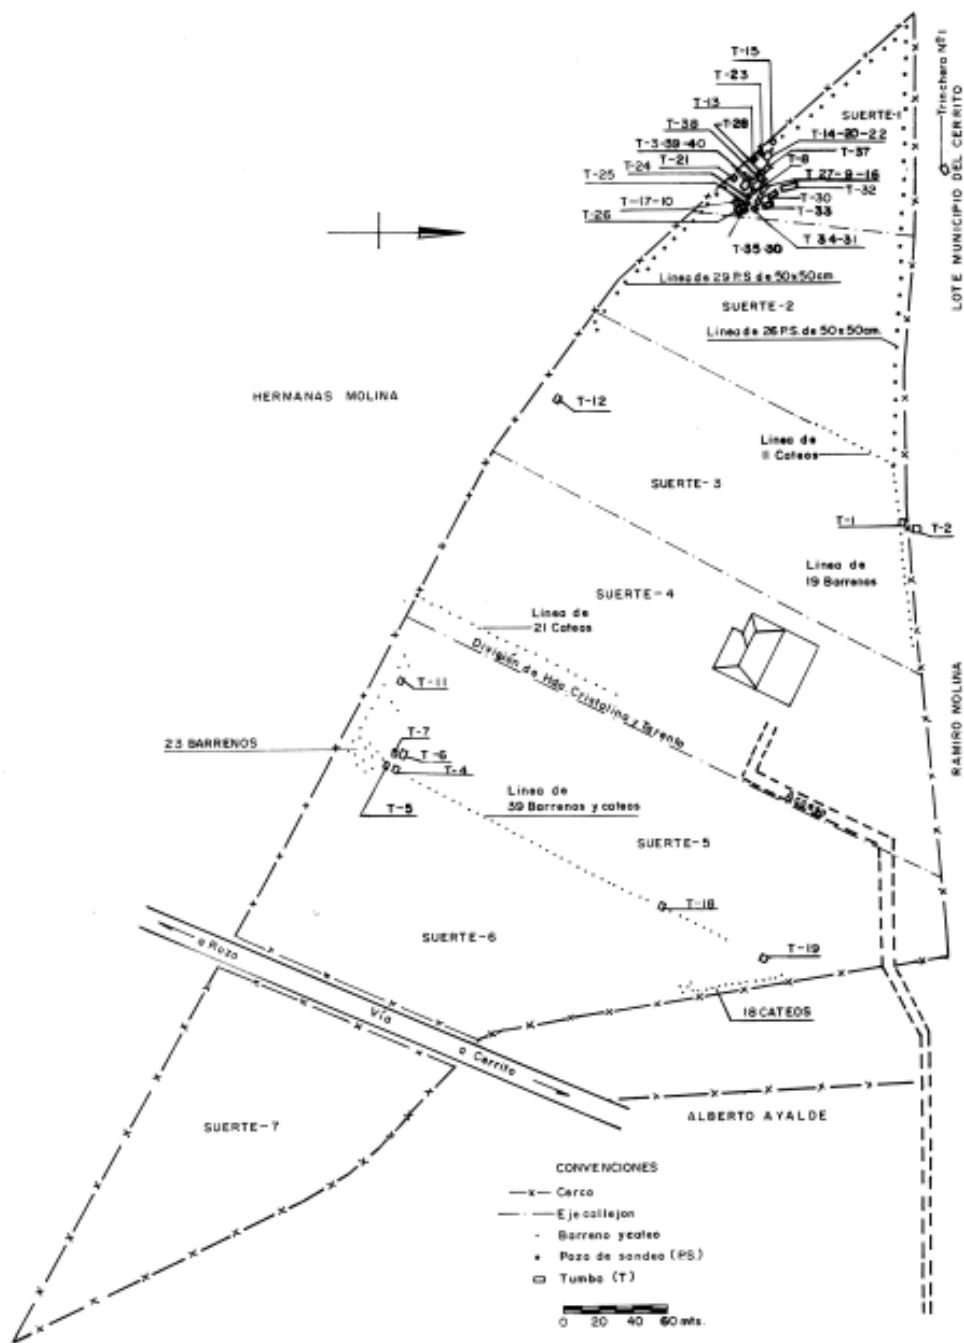 T-15
T-23
T-13
T-38
T-28
T-3-39-40
T-21
T-24
T-25
T-17-10
T-26
SUERTE-1
T-14-20-22
T-37
T-8
T 27-9-16
T-32
T-30
T-33
T 34-31
T-35-30
Trinchera Nº1
LOTE MUNICIPIO DEL CERRITO
Linea de 29 P.S. de 50x50cm
SUERTE-2
Linea de 26 P.S. de 50x50cm.
HERMANAS MOLINA
T-12
Linea de
11 Cateos
SUERTE-3
T-1
T-2
Linea de
19 Barrenos
SUERTE-4
Linea de
21 Cateos
División de Hda. Cristalina y Tarento
RAMIRO MOLINA
T-11
23 BARRENOS
T-7
T-6
T-4
T-5
Linea de
39 Barrenos y cateos
SUERTE-5
T-18
SUERTE-6
T-19
18 CATEOS
a Rozo
Vía
a Cerrito
ALBERTO AYALDE
SUERTE-7
CONVENCIONES
Cerco
Eje callejon
Barreno y cateo
Pozo de sondeo (P.S.)
Tumba (T)
0 20 40 60 mts.